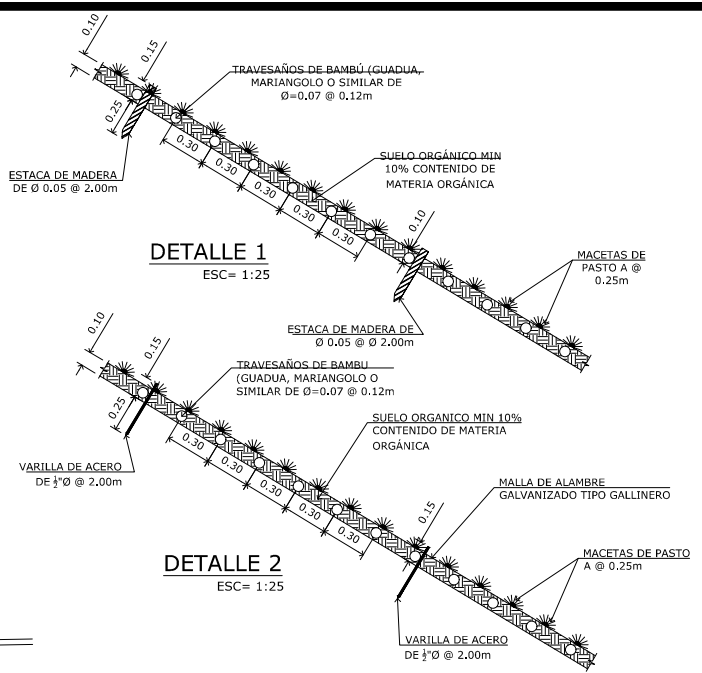 0.10
0.15
0.25
TRAVESAÑOS DE BAMBÚ (GUADUA,
MARIANGOLO O SIMILAR DE
Ø=0.07 @ 0.12m
ESTACA DE MADERA
DE Ø 0.05 @ 2.00m
0.30
0.30
0.30
0.30
0.30
SUELO ORGÁNICO MIN
10% CONTENIDO DE
MATERIA ORGÁNICA
0.10
DETALLE 1
ESC= 1:25
MACETAS DE
PASTO A @
0.25m
ESTACA DE MADERA DE
Ø 0.05 @ 2.00m
0.10
0.15
0.25
TRAVESAÑOS DE BAMBU
(GUADUA, MARIANGOLO O
SIMILAR DE Ø=0.07 @ 0.12m
VARILLA DE ACERO
DE ½"Ø @ 2.00m
0.30
0.30
0.30
0.30
0.30
SUELO ORGANICO MIN 10%
CONTENIDO DE MATERIA
ORGÁNICA
MALLA DE ALAMBRE
GALVANIZADO TIPO GALLINERO
0.15
DETALLE 2
ESC= 1:25
MACETAS DE PASTO
A @ 0.25m
VARILLA DE ACERO
DE ½"Ø @ 2.00m